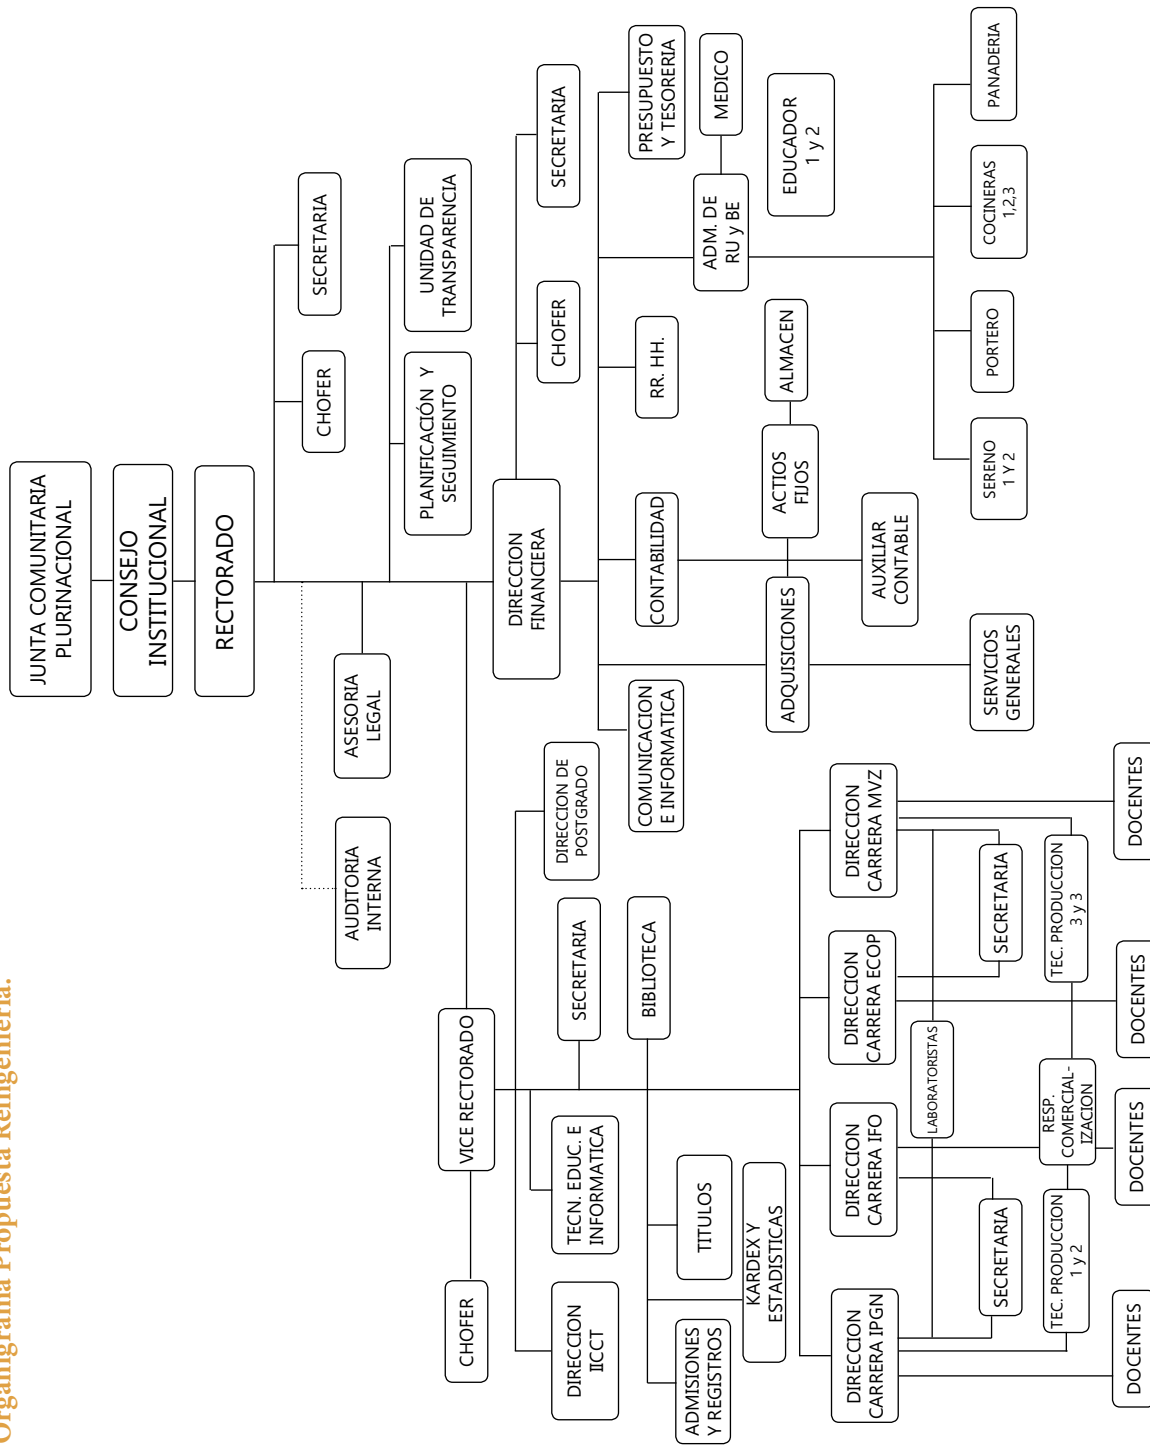 Organigrama Propuesta Reingeniería.
JUNTA COMUNITARIA
PLURINACIONAL
CONSEJO
INSTITUCIONAL
RECTORADO
CHOFER
SECRETARIA
AUDITORIA
INTERNA
ASESORIA
LEGAL
PLANIFICACIÓN Y
SEGUIMIENTO
UNIDAD DE
TRANSPARENCIA
CHOFER
VICE RECTORADO
DIRECCION
FINANCIERA
CHOFER
SECRETARIA
DIRECCION
IICCT
TECN. EDUC. E
INFORMATICA
SECRETARIA
DIRECCION DE
POSTGRADO
BIBLIOTECA
COMUNICACION
E INFORMATICA
CONTABILIDAD
RR. HH.
PRESUPUESTO
Y TESORERIA
ADMISIONES
Y REGISTROS
TITULOS
KARDEX Y
ESTADISTICAS
ADM. DE
RU y BE
MEDICO
EDUCADOR
1 y 2
ADQUISICIONES
ACTIOS
FIJOS
ALMACEN
AUXILIAR
CONTABLE
DIRECCION
CARRERA IPGN
DIRECCION
CARRERA IFO
DIRECCION
CARRERA ECOP
DIRECCION
CARRERA MVZ
LABORATORISTAS
SECRETARIA
SECRETARIA
SERVICIOS
GENERALES
SERENO
1 Y 2
PORTERO
COCINERAS
1,2,3
PANADERIA
TEC. PRODUCCION
1 y 2
RESP.
COMERCIAL-
IZACION
TEC. PRODUCCION
3 y 3
DOCENTES
DOCENTES
DOCENTES
DOCENTES